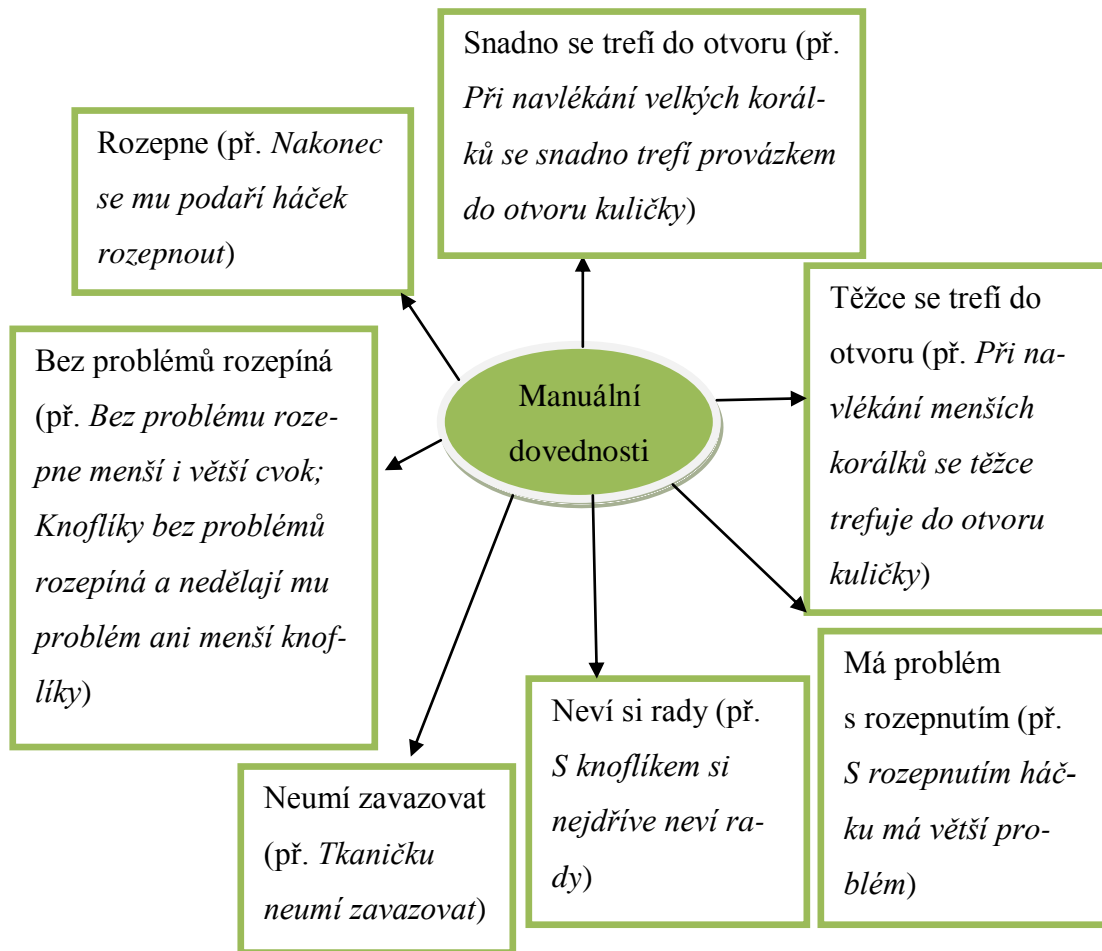 Snadno se trefí do otvoru (př.
Při navlékání velkých korál-
ků se snadno trefí provázkem
do otvoru kuličky)
Rozepne (př. Nakonec
se mu podaří háček
rozepnout)
Těžce se trefí do
otvoru (př. Při na-
vlékání menších
korálků se těžce
trefuje do otvoru
kuličky)
Bez problémů rozepíná
(př. Bez problému roze-
pne menší i větší cvok;
Knoflíky bez problémů
rozepíná a nedělají mu
problém ani menší knof-
líky)
Manuální
dovednosti
Má problém
s rozepnutím (př.
S rozepnutím háč-
ku má větší pro-
blém)
Neví si rady (př.
S knoflíkem si
nejdříve neví ra-
dy)
Neumí zavazovat
(př. Tkaničku
neumí zavazovat)